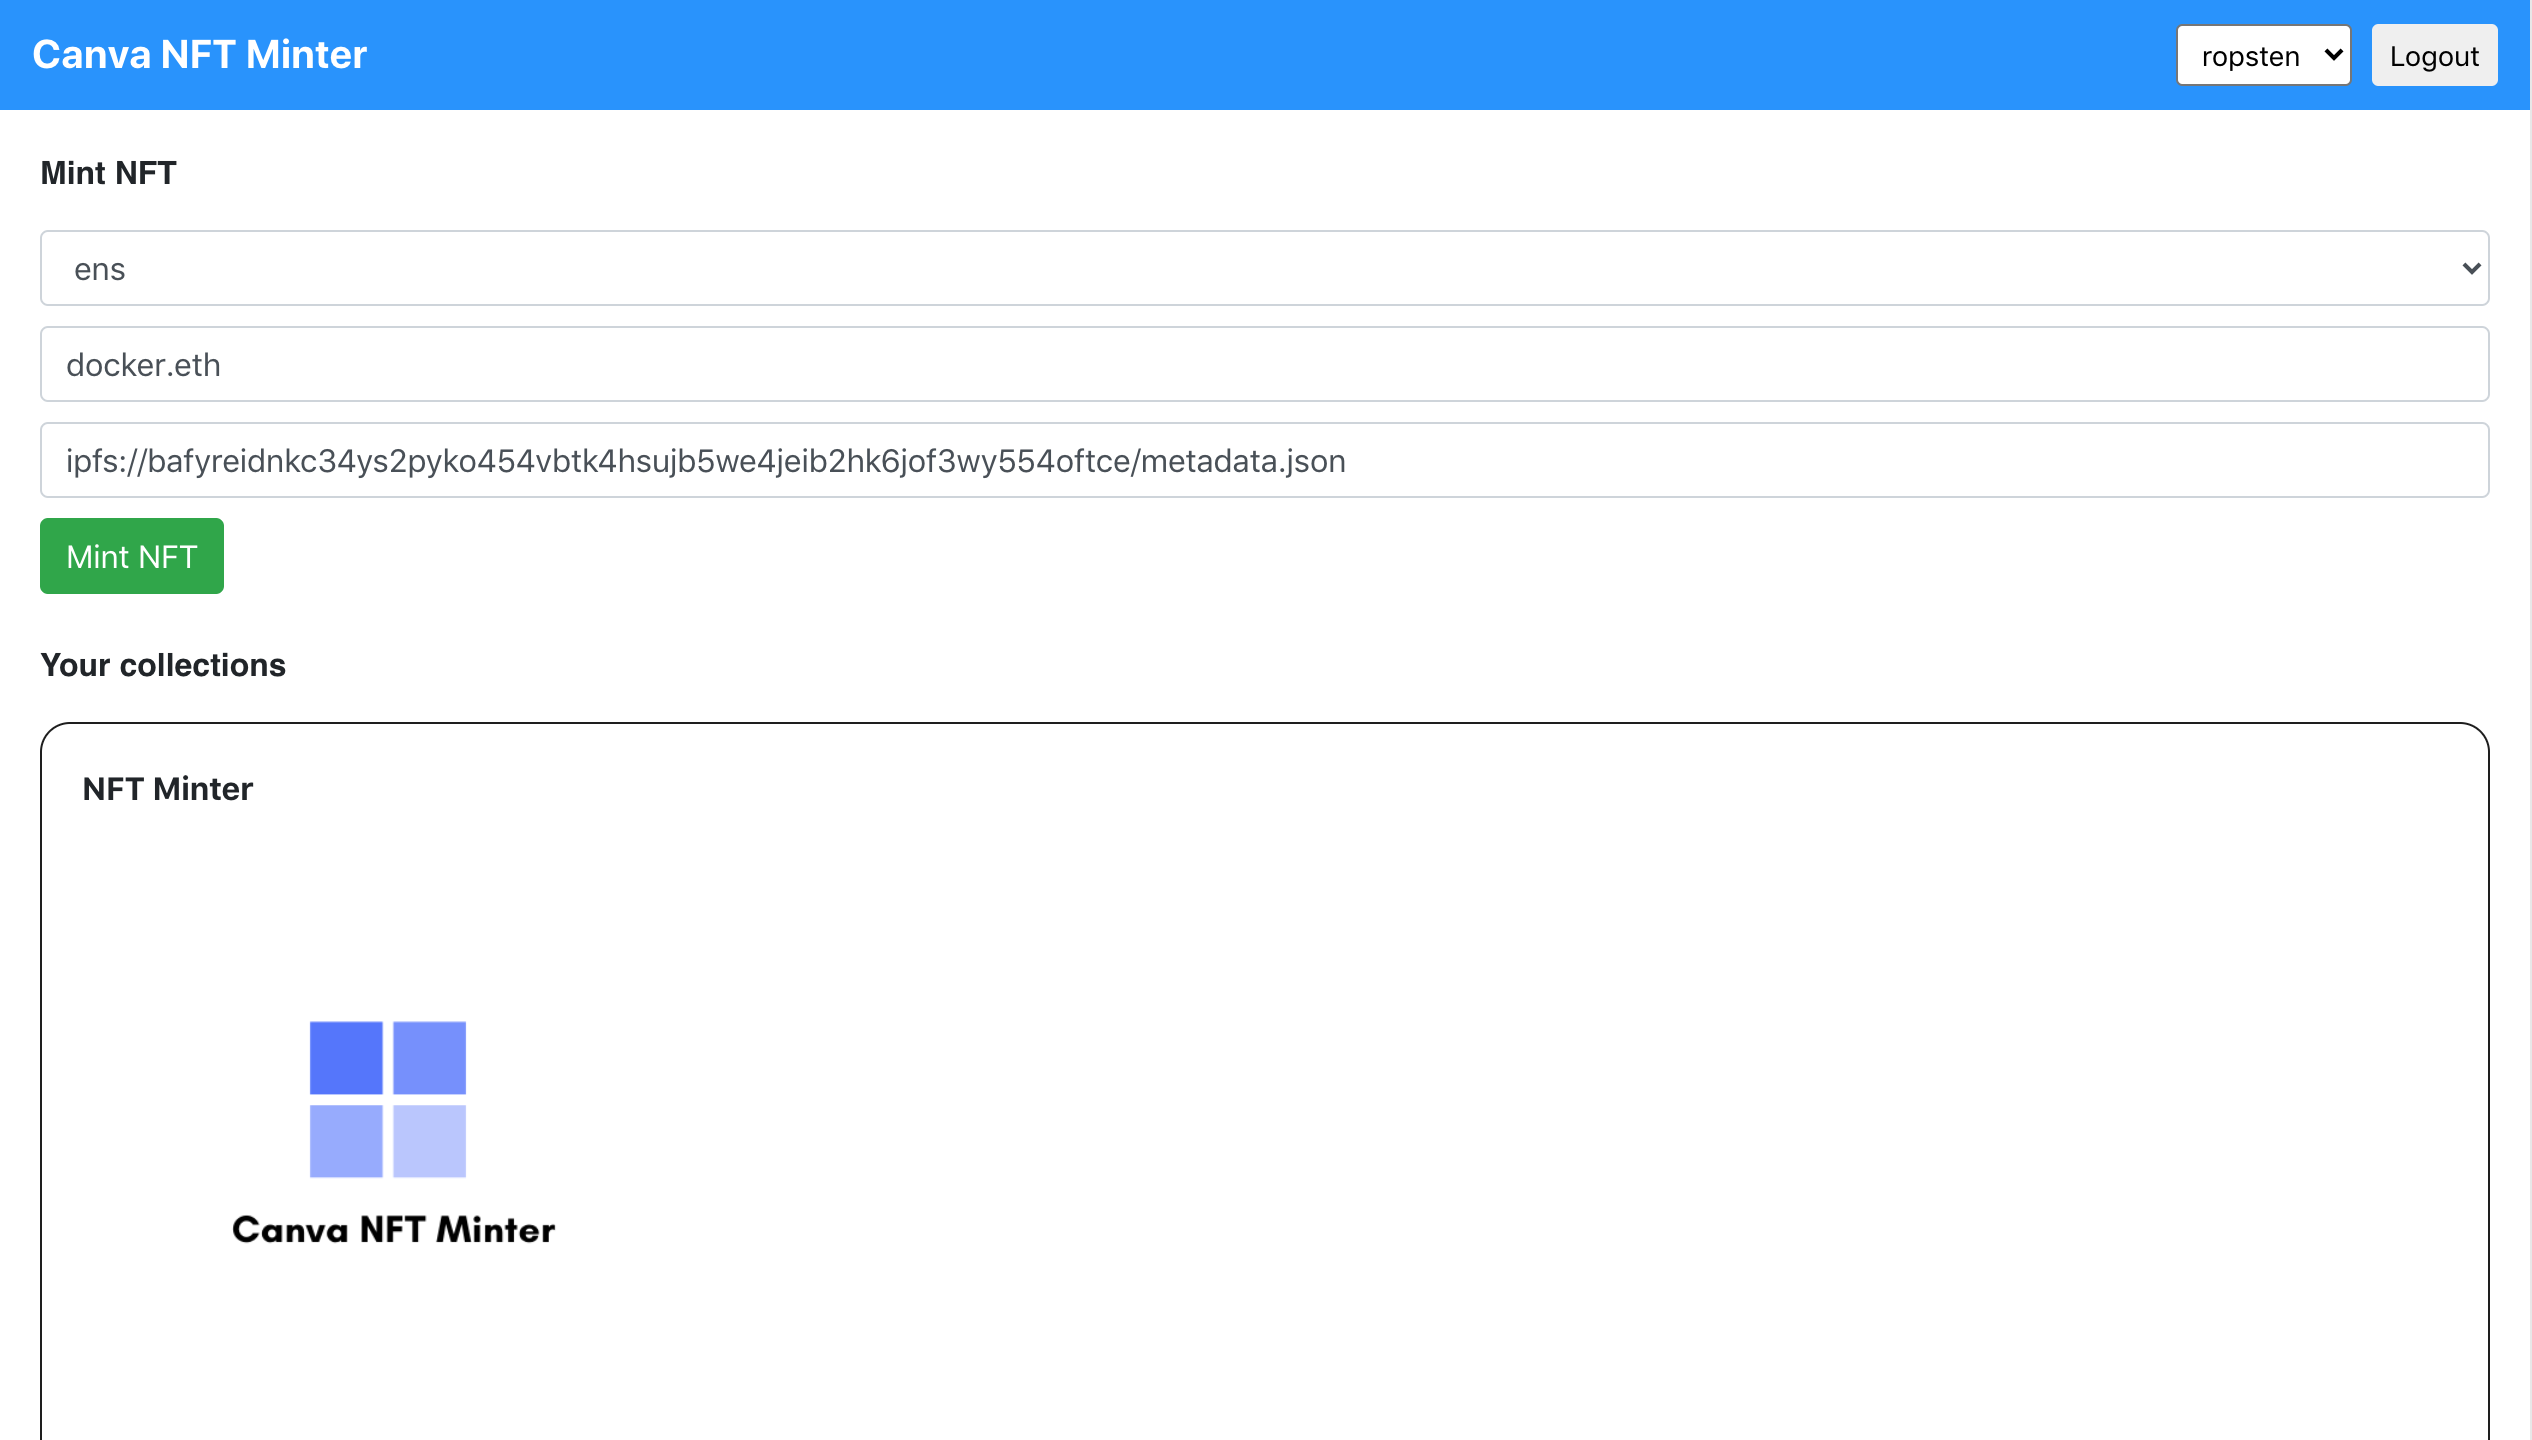 Canva NFT Minter
ropsten
Logout
Mint NFT
ens
docker.eth
ipfs://bafyreidnkc34ys2pyko454vbtk4hsujb5we4jeib2hk6jof3wy554oftce/metadata.json
Mint NFT
Your collections
NFT Minter
Canva NFT Minter